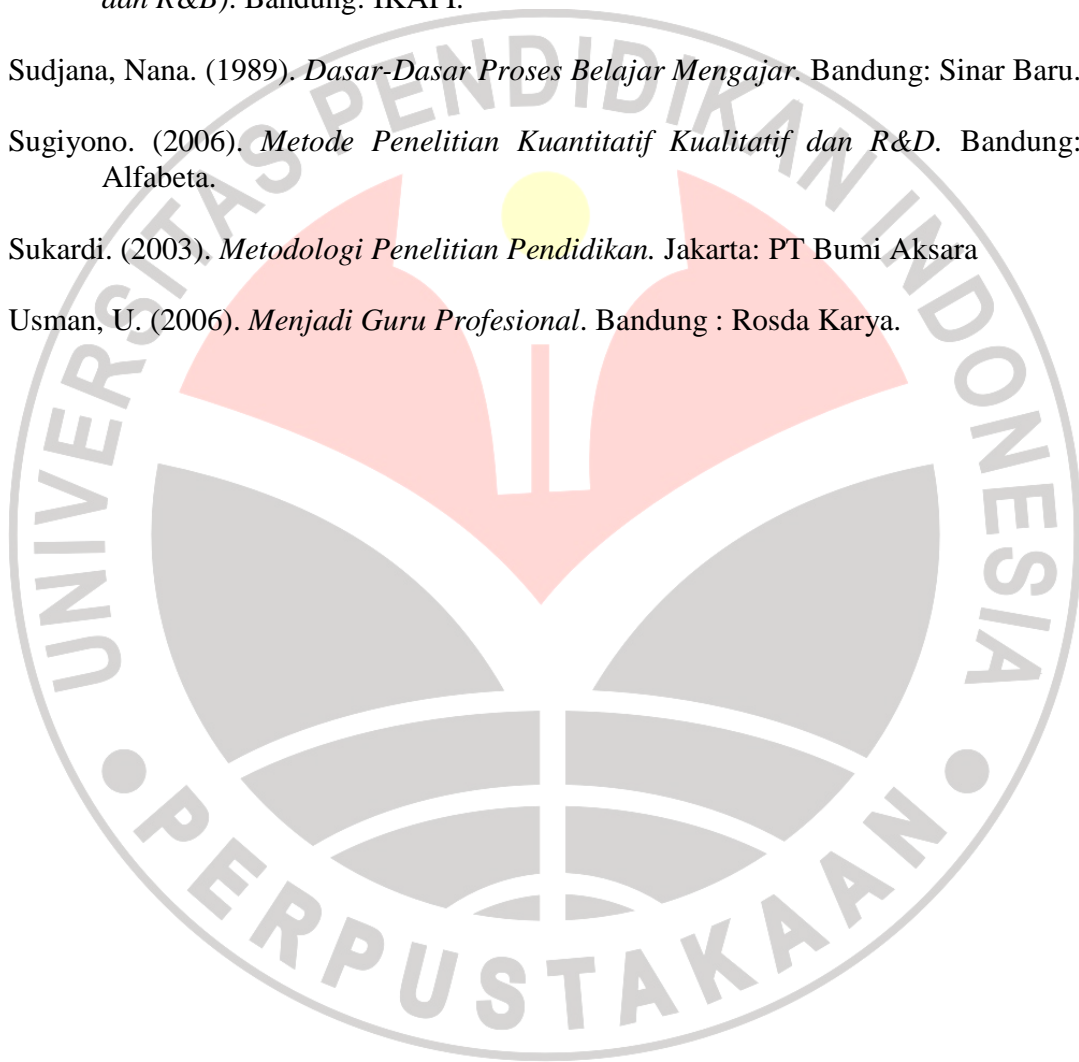 dan R&B). Bandung: IKAPI.
Sudjana, Nana. (1989). Dasar-Dasar Proses Belajar Mengajar. Bandung: Sinar Baru.
Sugiyono. (2006). Metode Penelitian Kuantitatif Kualitatif dan R&D. Bandung:
Alfabeta.
Sukardi. (2003). Metodologi Penelitian Pendidikan. Jakarta: PT Bumi Aksara
Usman, U. (2006). Menjadi Guru Profesional. Bandung : Rosda Karya.
UNIVERSITAS PENDIDIKAN INDONESIA
PERPUSTAKAAN